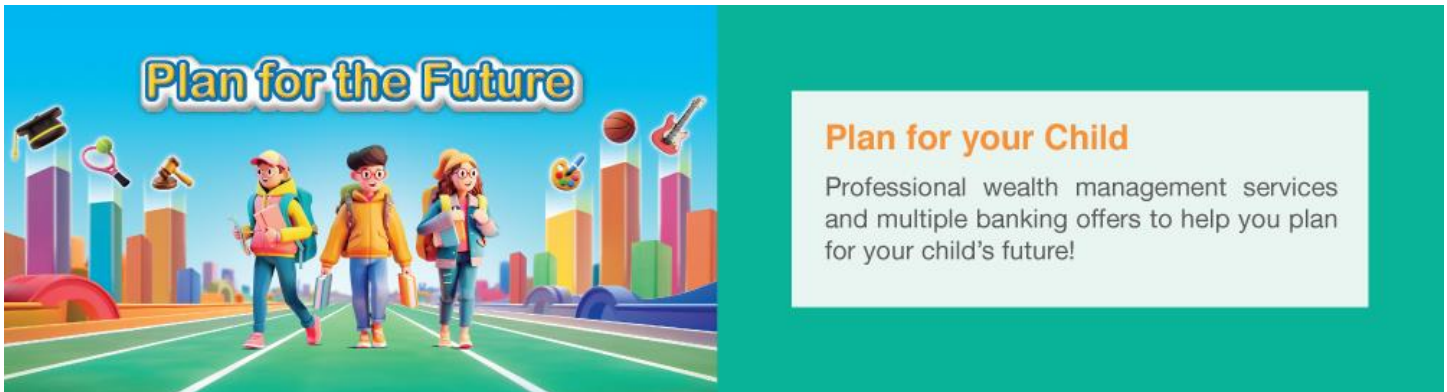 Plan for the Future
Plan for your Child
Professional wealth management services
and multiple banking offers to help you plan
for your child's future!